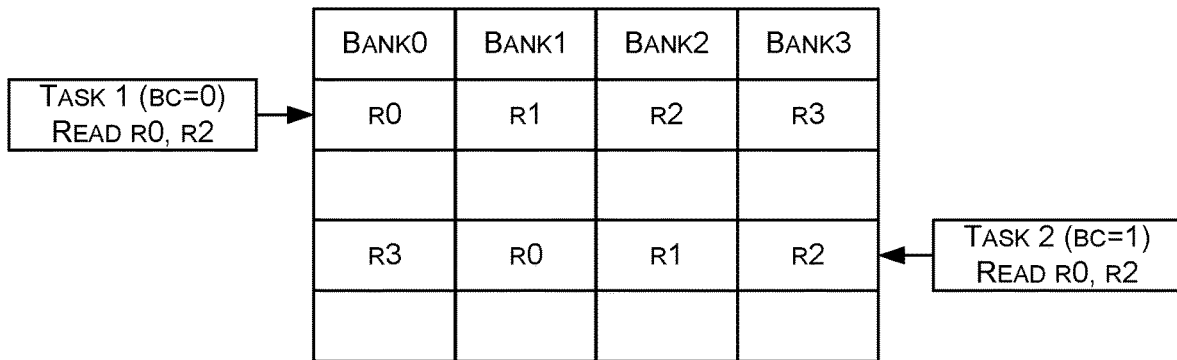 BANK0 BANK1 BANK2 BANK3
TASK 1 (BC=0)
READ R0, R2
R0 R1 R2 R3
R3 R0 R1 R2
TASK 2 (BC=1)
READ R0, R2